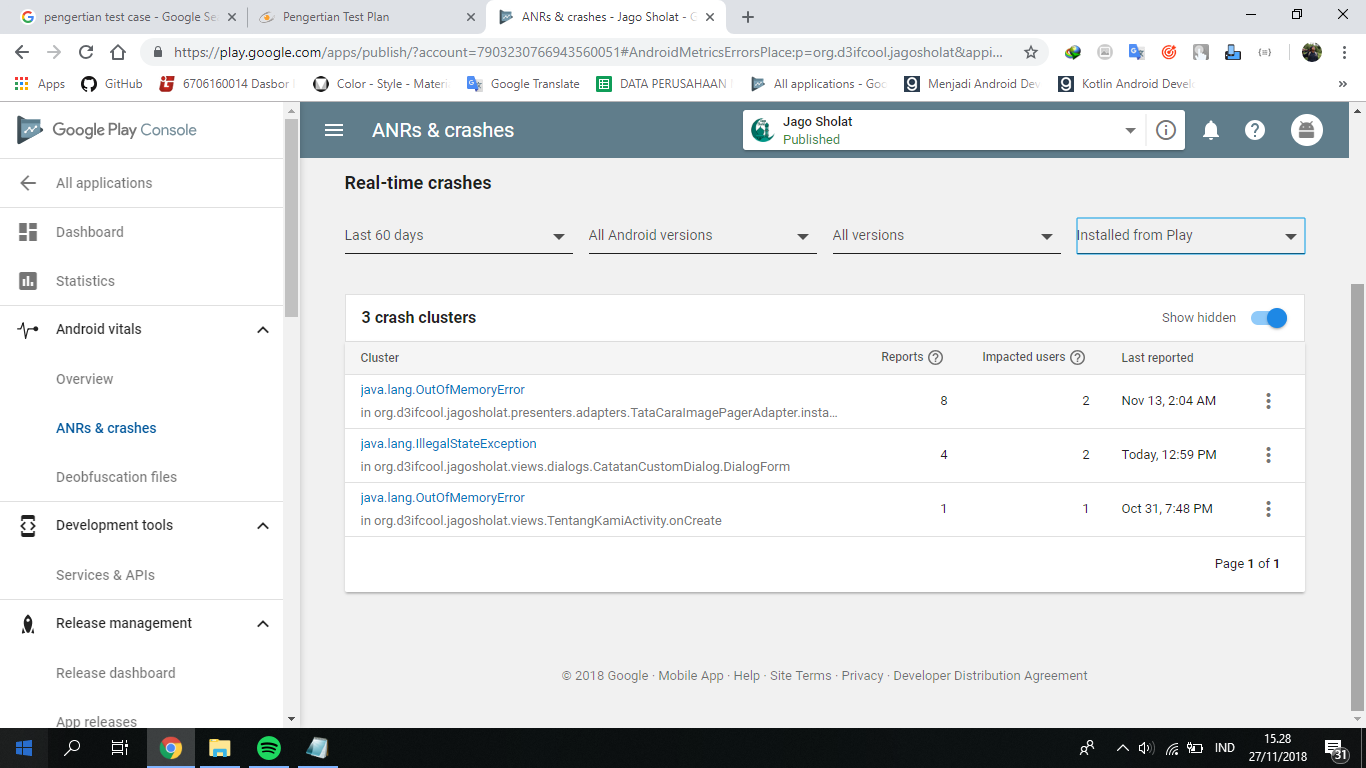 pengertian test case - Google Se
Pengertian Test Plan
ANRs & crashes - Jago Sholat - G
https://play.google.com/apps/publish/?account=7903230766943560051#AndroidMetricsErrorsPlace:p=org.d3ifcool.jagosholat&appi...
Apps
GitHub
6706160014 Dasbor
Color - Style - Materi
Google Translate
DATA PERUSAHAAN
All applications - Goo
Menjadi Android De
Kotlin Android Devel
»
Google Play Console
ANRs & crashes
Jago Sholat
Published
All applications
Dashboard
Statistics
Android vitals
Overview
ANRs & crashes
Deobfuscation files
Development tools
Services & APIs
Release management
Release dashboard
App releases
Real-time crashes
Last 60 days
All Android versions
All versions
Installed from Play
3 crash clusters
Show hidden
Cluster
Reports
Impacted users
Last reported
java.lang.OutOfMemoryError
in org.d3ifcool.jagosholat.presenters.adapters.TataCaraImagePagerAdapter.insta...
8
2
Nov 13, 2:04 AM
java.lang.IllegalStateException
in org.d3ifcool.jagosholat.views.dialogs.CatatanCustomDialog.DialogForm
4
2
Today, 12:59 PM
java.lang.OutOfMemoryError
in org.d3ifcool.jagosholat.views.TentangKamiActivity.onCreate
1
1
Oct 31, 7:48 PM
Page 1 of 1
© 2018 Google · Mobile App · Help · Site Terms · Privacy · Developer Distribution Agreement
IND
15.28
27/11/2018
31